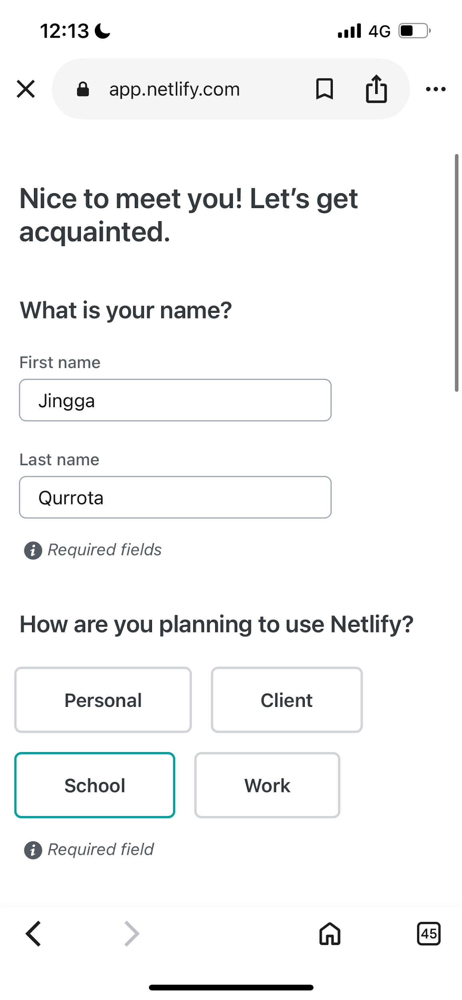 12:13
4G
app.netlify.com
Nice to meet you! Let’s get
acquainted.
What is your name?
First name
Jingga
Last name
Qurrota
Required fields
How are you planning to use Netlify?
Personal
Client
School
Work
Required field
45